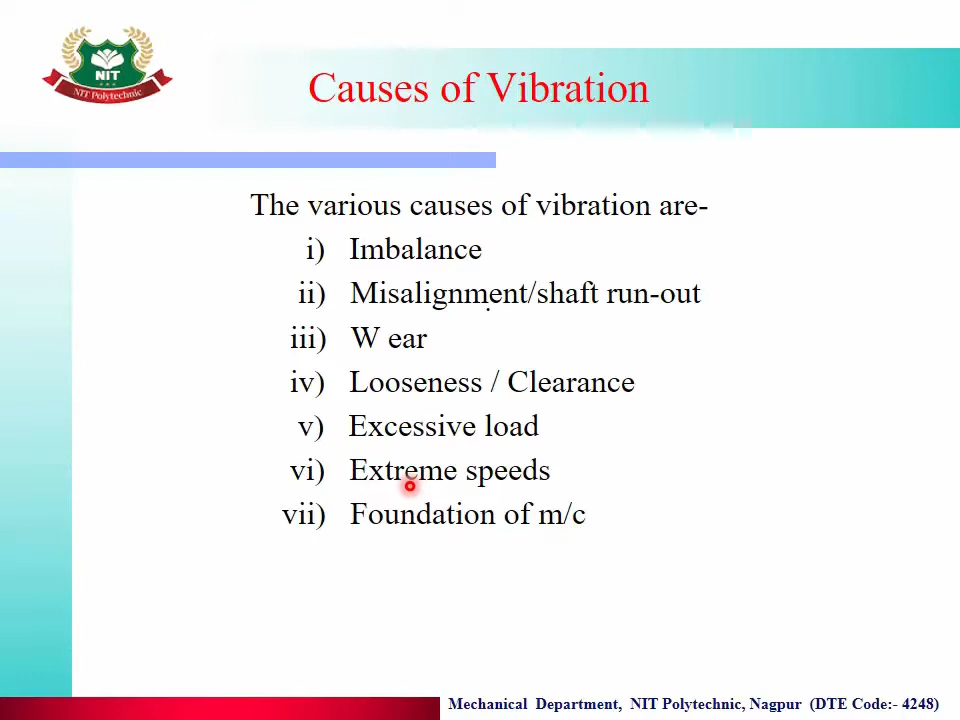 NIT
NIT Polytechnic
Causes of Vibration
The various causes of vibration are-
i) Imbalance
ii) Misalignment/shaft run-out
iii) W ear
iv) Looseness / Clearance
v) Excessive load
vi) Extreme speeds
vii) Foundation of m/c
Mechanical Department, NIT Polytechnic, Nagpur (DTE Code:- 4248)